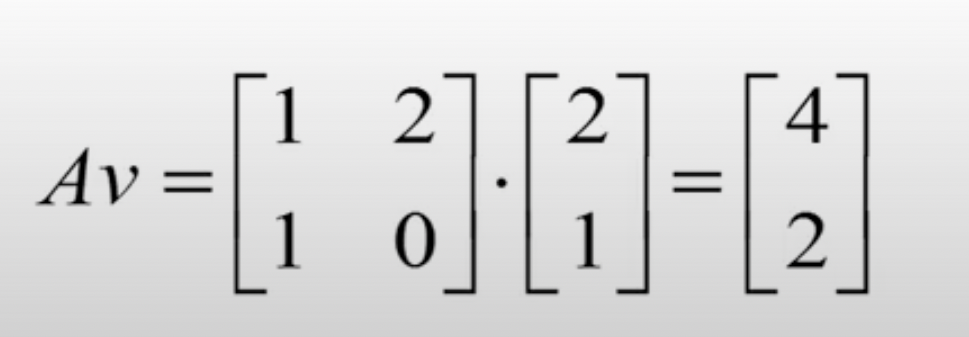 Av = [1 2; 1 0] · [2; 1] = [4; 2]